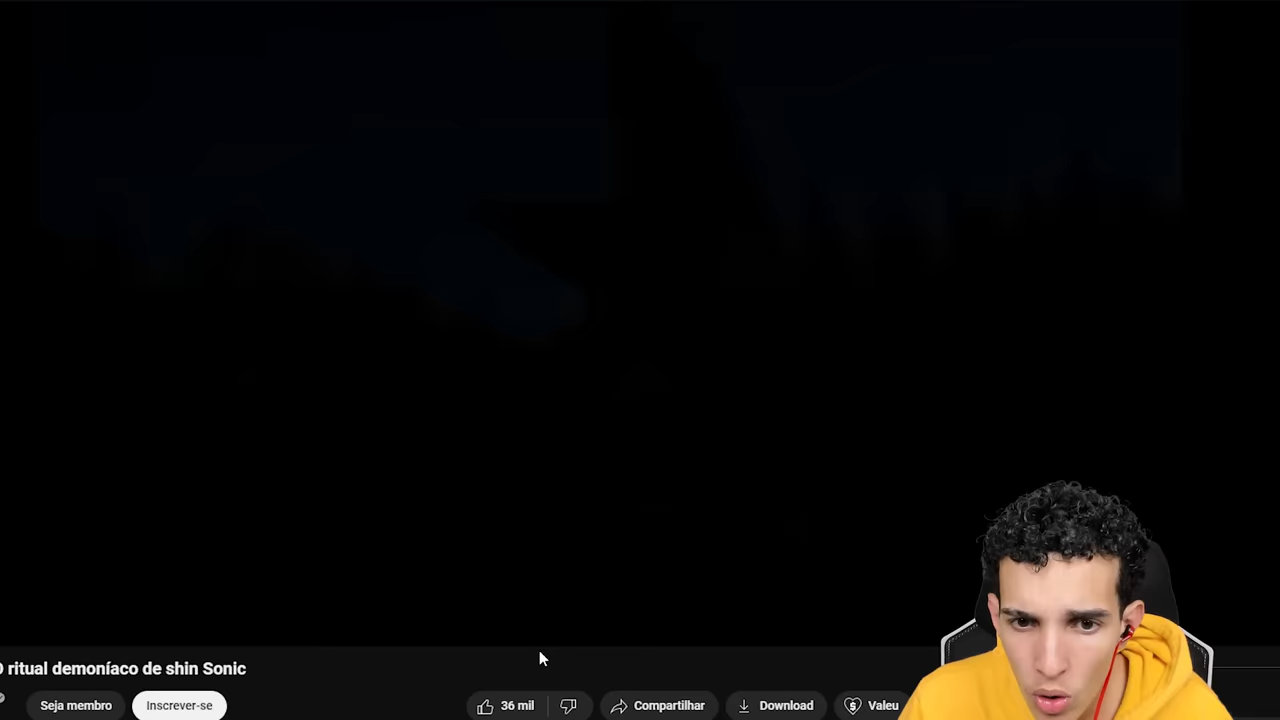 O ritual demoníaco de shin Sonic
Seja membro
Inscrever-se
36 mil
Compartilhar
Download
Valeu